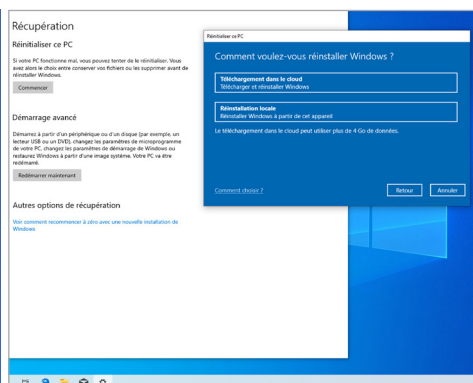 Récupération
Réinitialiser ce PC
Si votre PC fonctionne mal, vous pouvez tenter de le réinitialiser. Vous
avez alors le choix entre conserver vos fichiers ou les supprimer avant de
réinstaller Windows.
Commencer
Démarrage avancé
Démarrez à partir d'un périphérique ou d'un disque (par exemple, un
lecteur USB ou un DVD), changez les paramètres de microprogramme
de votre PC, changez les paramètres de démarrage de Windows ou
restaurez Windows à partir d'une image système. Votre PC va être
redémarré.
Redémarrer maintenant
Autres options de récupération
Voir comment recommencer à zéro avec une nouvelle installation de
Windows
Réinitialiser ce PC
Comment voulez-vous réinstaller Windows ?
Téléchargement dans le cloud
Télécharger et réinstaller Windows
Réinstallation locale
Réinstaller Windows à partir de cet appareil
Le téléchargement dans le cloud peut utiliser plus de 4 Go de données.
Comment choisir ?
Retour
Annuler